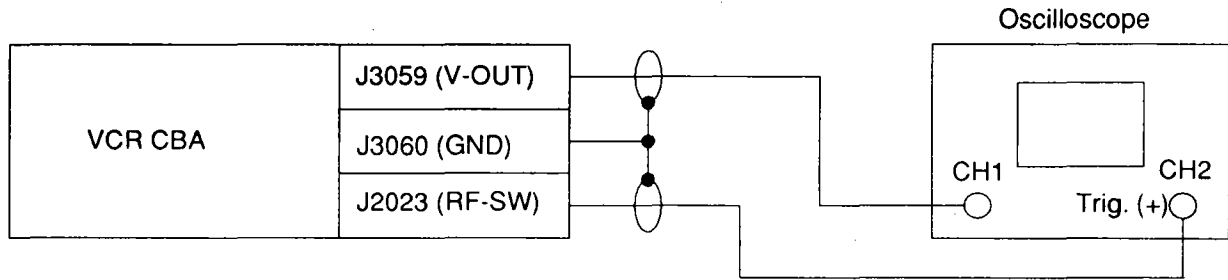 Oscilloscope
J3059 (V-OUT)
VCR CBA
J3060 (GND)
J2023 (RF-SW)
CH1
CH2
Trig. (+)